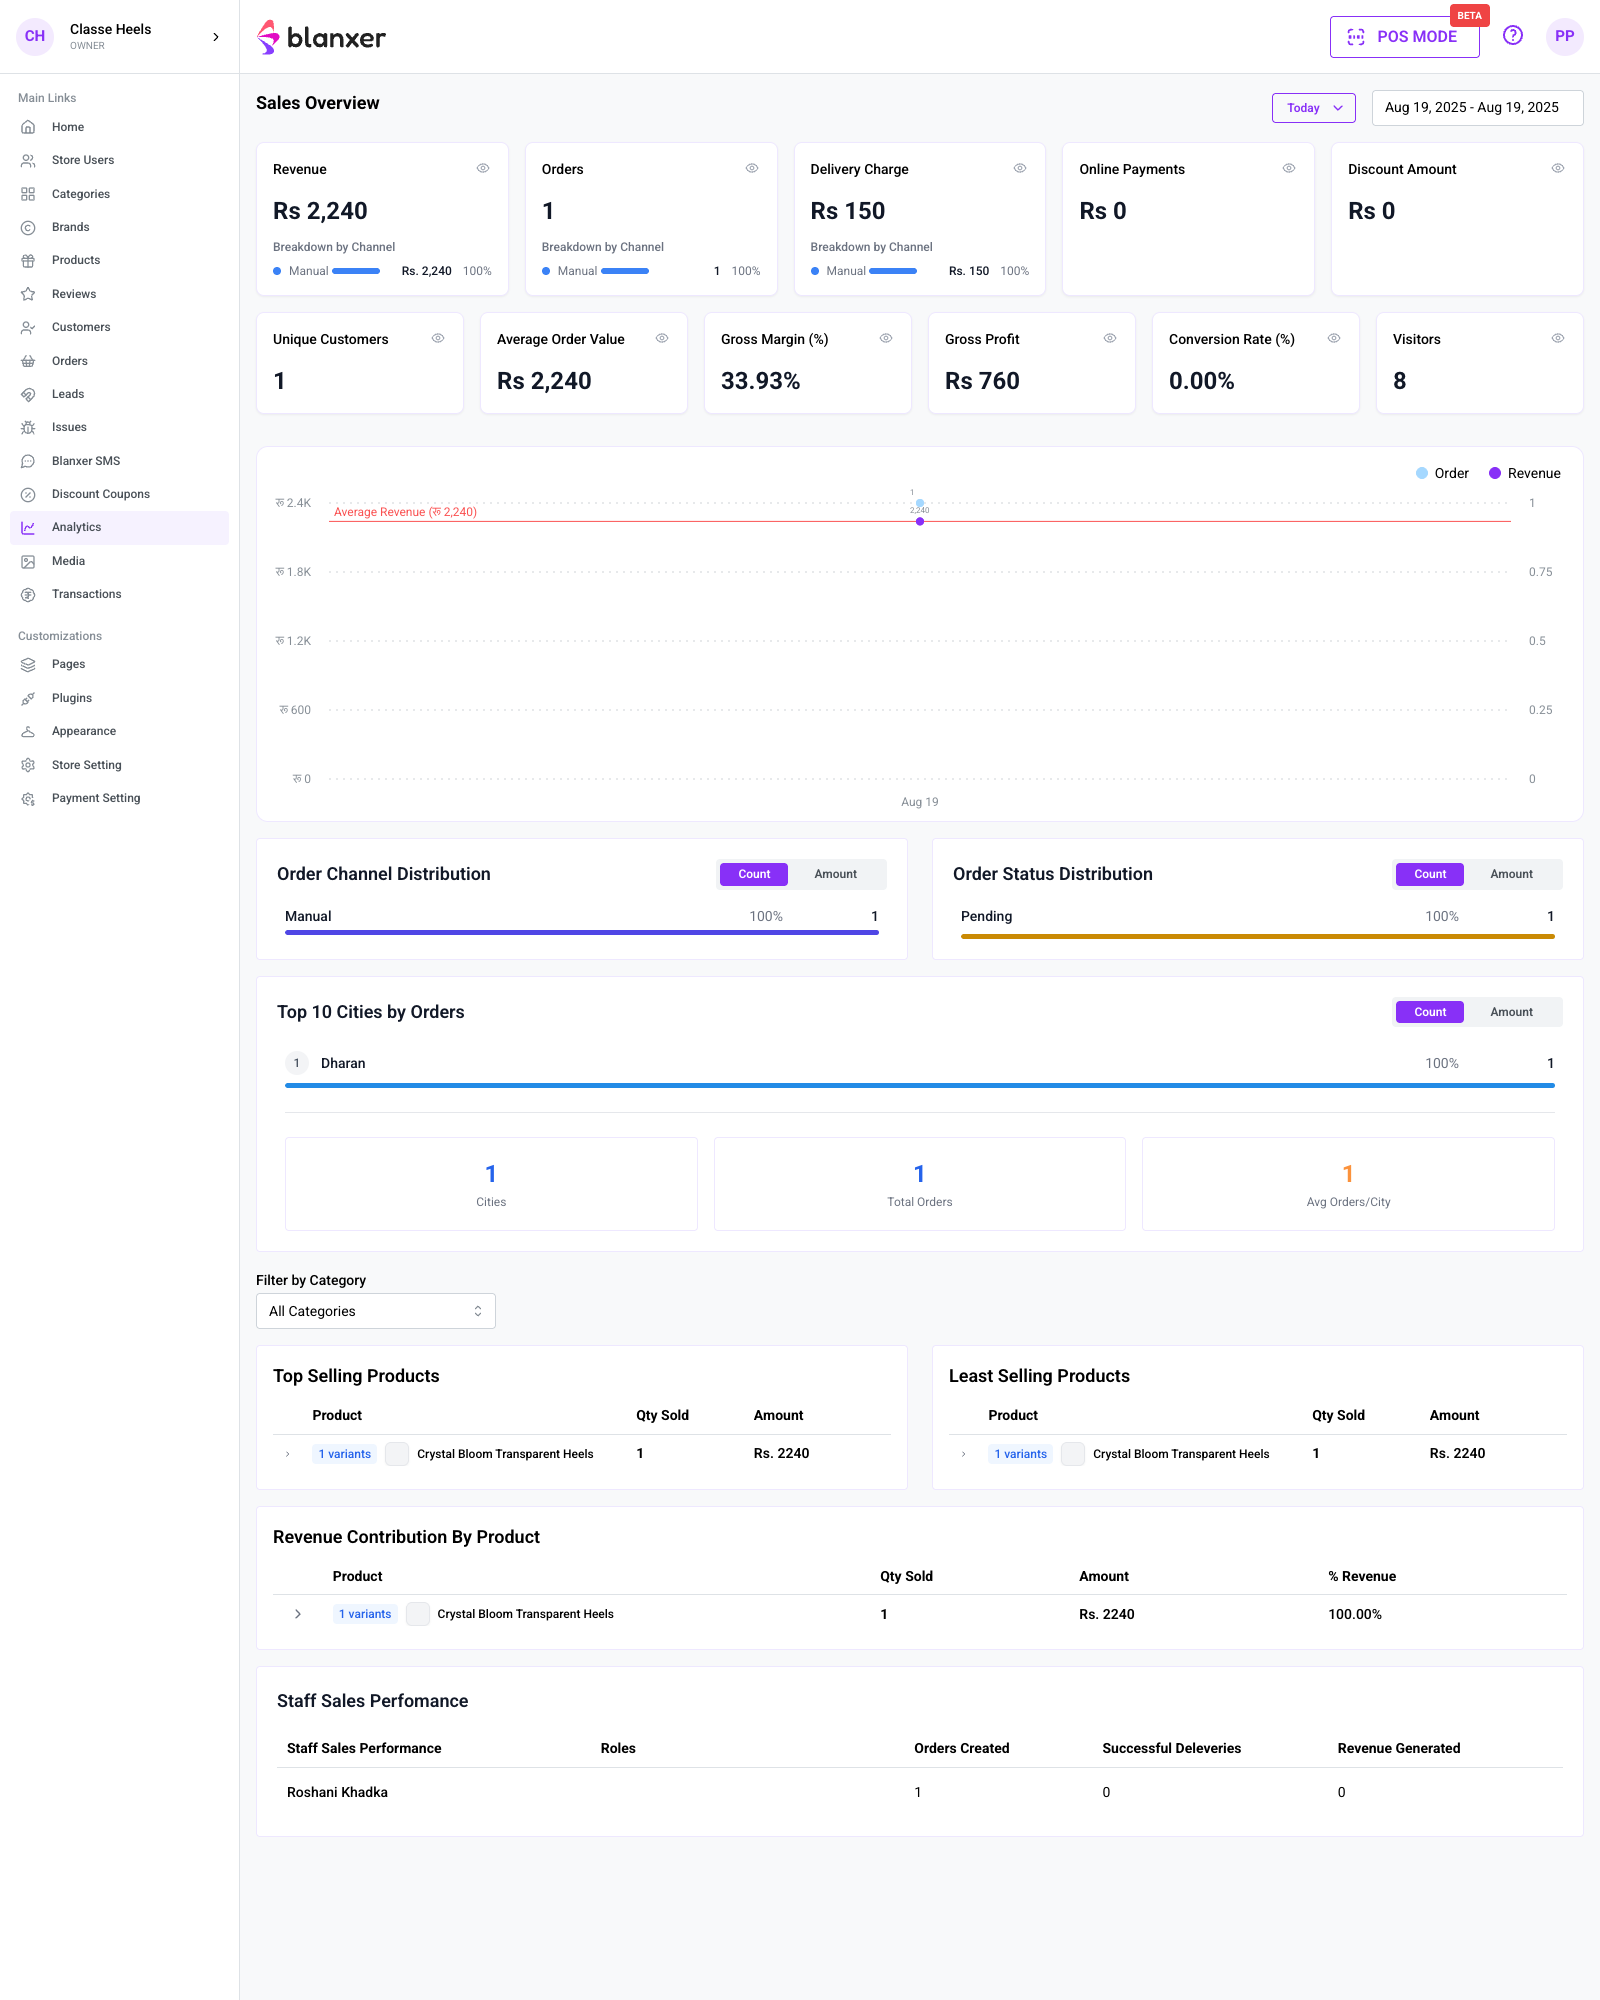 CH
Classe Heels
OWNER
blanxer
BETA
POS MODE
PP
Main Links
Home
Store Users
Categories
Brands
Products
Reviews
Customers
Orders
Leads
Issues
Blanxer SMS
Discount Coupons
Analytics
Media
Transactions
Customizations
Pages
Plugins
Appearance
Store Setting
Payment Setting
Sales Overview
Today
Aug 19, 2025 - Aug 19, 2025
Revenue
Rs 2,240
Breakdown by Channel
Manual Rs. 2,240 100%
Orders
1
Breakdown by Channel
Manual 1 100%
Delivery Charge
Rs 150
Breakdown by Channel
Manual Rs. 150 100%
Online Payments
Rs 0
Discount Amount
Rs 0
Unique Customers
1
Average Order Value
Rs 2,240
Gross Margin (%)
33.93%
Gross Profit
Rs 760
Conversion Rate (%)
0.00%
Visitors
8
Order Revenue
रू 2.4K
1
1
Average Revenue (रू 2,240)
2,240
रू 1.8K
0.75
रू 1.2K
0.5
रू 600
0.25
रू 0
0
Aug 19
Order Channel Distribution
Count Amount
Manual 100% 1
Order Status Distribution
Count Amount
Pending 100% 1
Top 10 Cities by Orders
Count Amount
1 Dharan 100% 1
1
Cities
1
Total Orders
1
Avg Orders/City
Filter by Category
All Categories
Top Selling Products
Product Qty Sold Amount
1 variants Crystal Bloom Transparent Heels 1 Rs. 2240
Least Selling Products
Product Qty Sold Amount
1 variants Crystal Bloom Transparent Heels 1 Rs. 2240
Revenue Contribution By Product
Product Qty Sold Amount % Revenue
1 variants Crystal Bloom Transparent Heels 1 Rs. 2240 100.00%
Staff Sales Perfomance
Staff Sales Performance Roles Orders Created Successful Deleveries Revenue Generated
Roshani Khadka 1 0 0